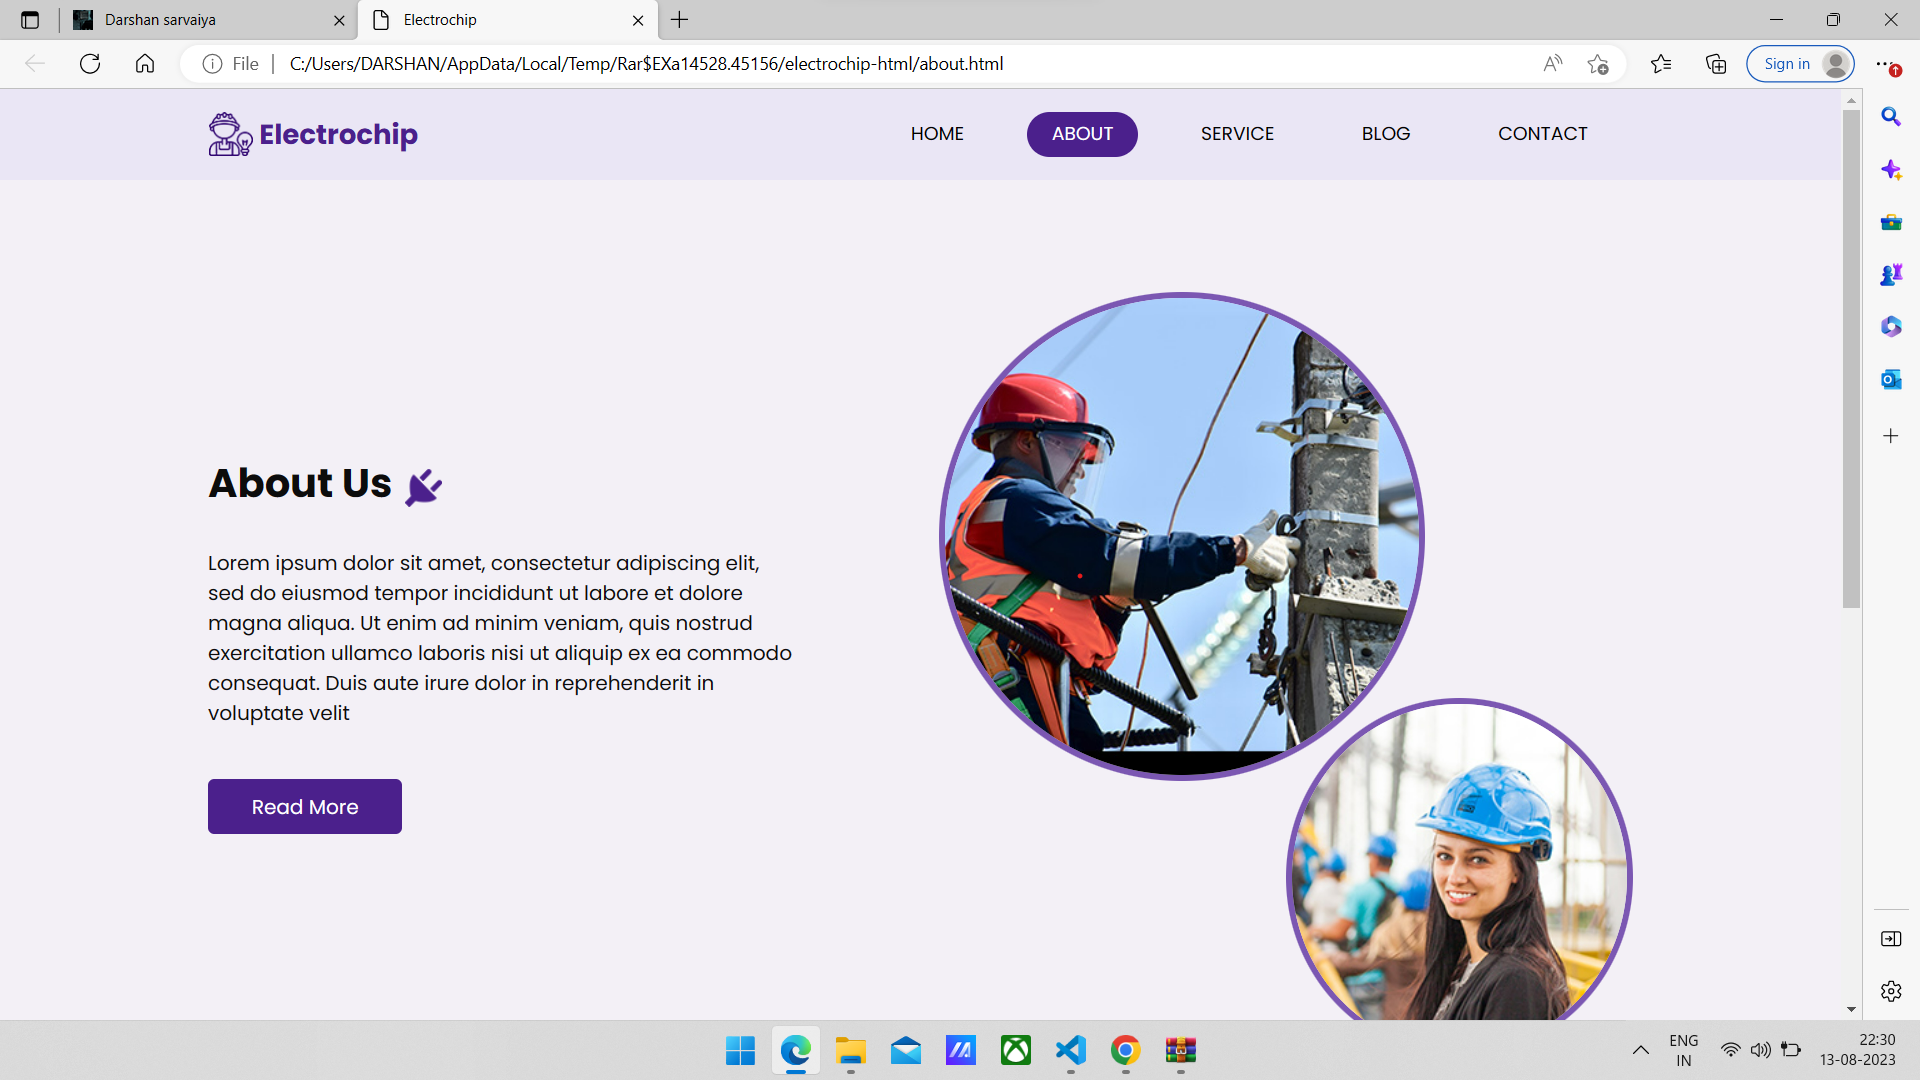 Darshan sarvaiya
Electrochip
File
C:/Users/DARSHAN/AppData/Local/Temp/Rar$EXa14528.45156/electrochip-html/about.html
Sign in
Electrochip
HOME
ABOUT
SERVICE
BLOG
CONTACT
About Us
Lorem ipsum dolor sit amet, consectetur adipiscing elit,
sed do eiusmod tempor incididunt ut labore et dolore
magna aliqua. Ut enim ad minim veniam, quis nostrud
exercitation ullamco laboris nisi ut aliquip ex ea commodo
consequat. Duis aute irure dolor in reprehenderit in
voluptate velit
Read More
ENG
IN
22:30
13-08-2023